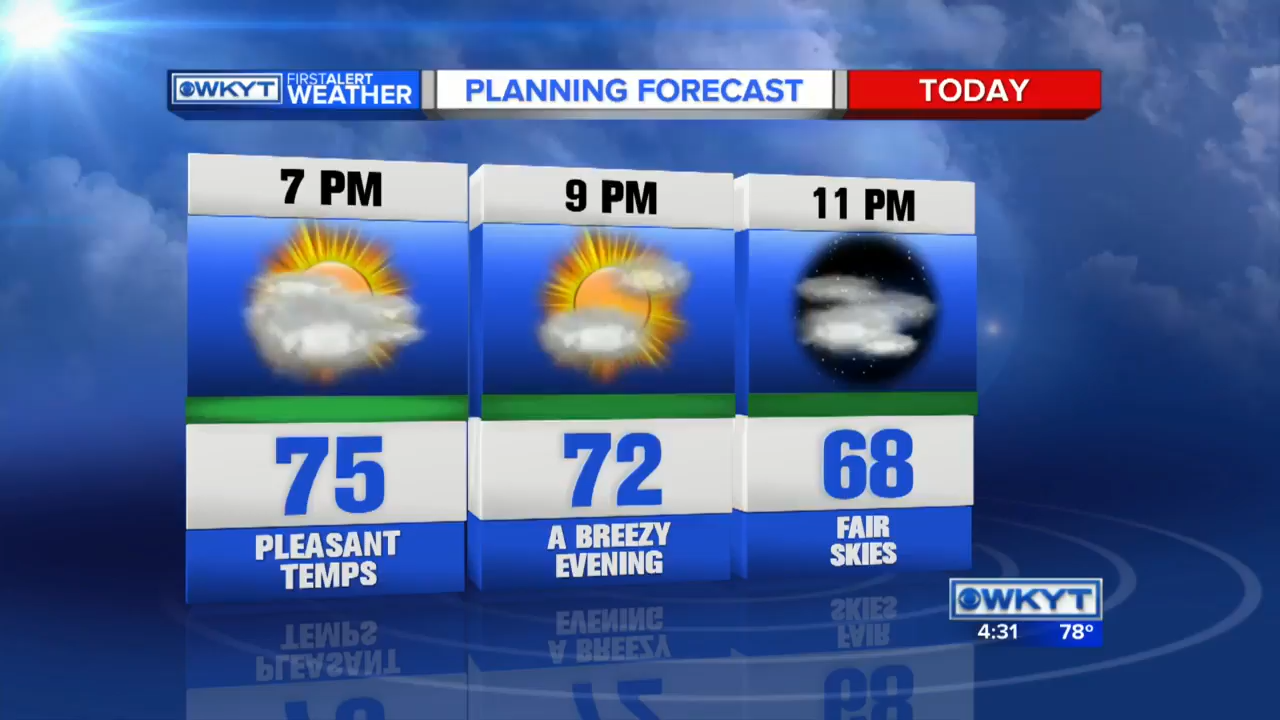 WKYT FIRST ALERT WEATHER
PLANNING FORECAST
TODAY
7 PM
9 PM
11 PM
75
72
68
PLEASANT
TEMPS
A BREEZY
EVENING
FAIR
SKIES
WKYT
4:31 78°